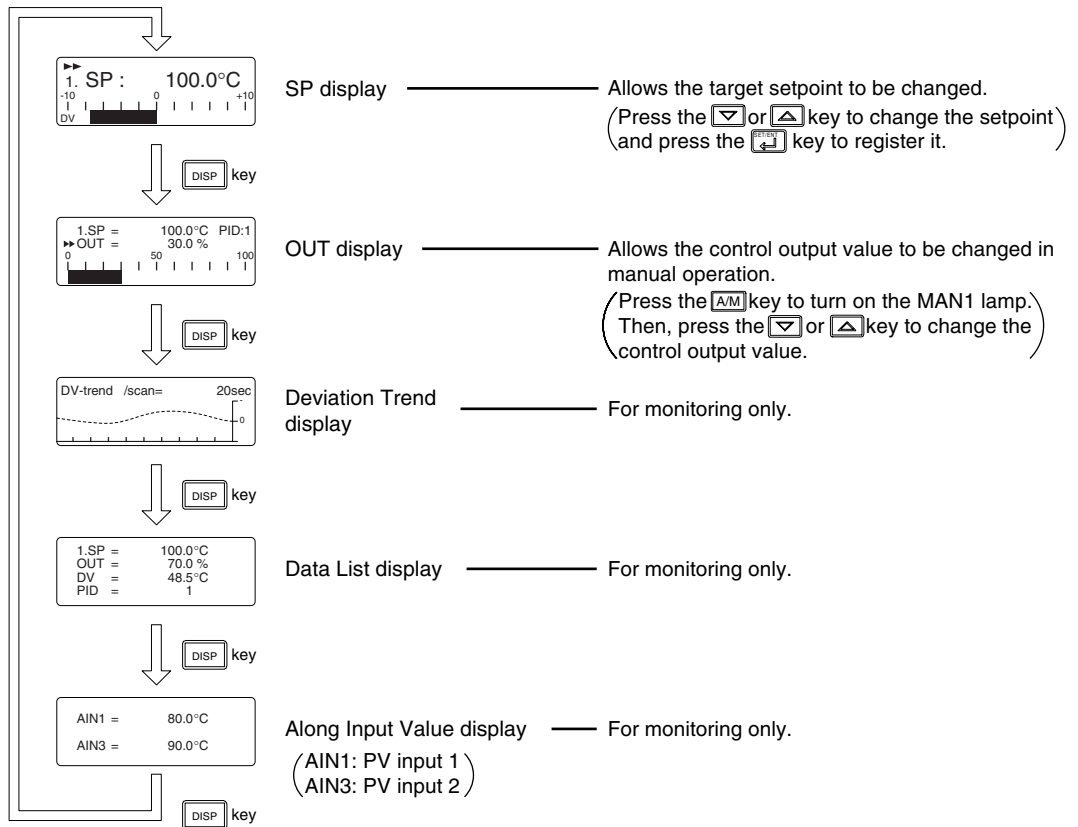 ▶▶
1. SP : 100.0°C
-10 0 +10
DV
SP display
Allows the target setpoint to be changed.
(Press the ▽ or △ key to change the setpoint
and press the SET/ENT key to register it.)
DISP key
1.SP = 100.0°C PID:1
▶▶OUT = 30.0 %
0 50 100
OUT display
Allows the control output value to be changed in
manual operation.
(Press the A/M key to turn on the MAN1 lamp.
Then, press the ▽ or △ key to change the
control output value.)
DISP key
DV-trend /scan= 20sec
0
Deviation Trend
display
For monitoring only.
DISP key
1.SP = 100.0°C
OUT = 70.0 %
DV = 48.5°C
PID = 1
Data List display
For monitoring only.
DISP key
AIN1 = 80.0°C
AIN3 = 90.0°C
Along Input Value display
For monitoring only.
(AIN1: PV input 1
AIN3: PV input 2)
DISP key